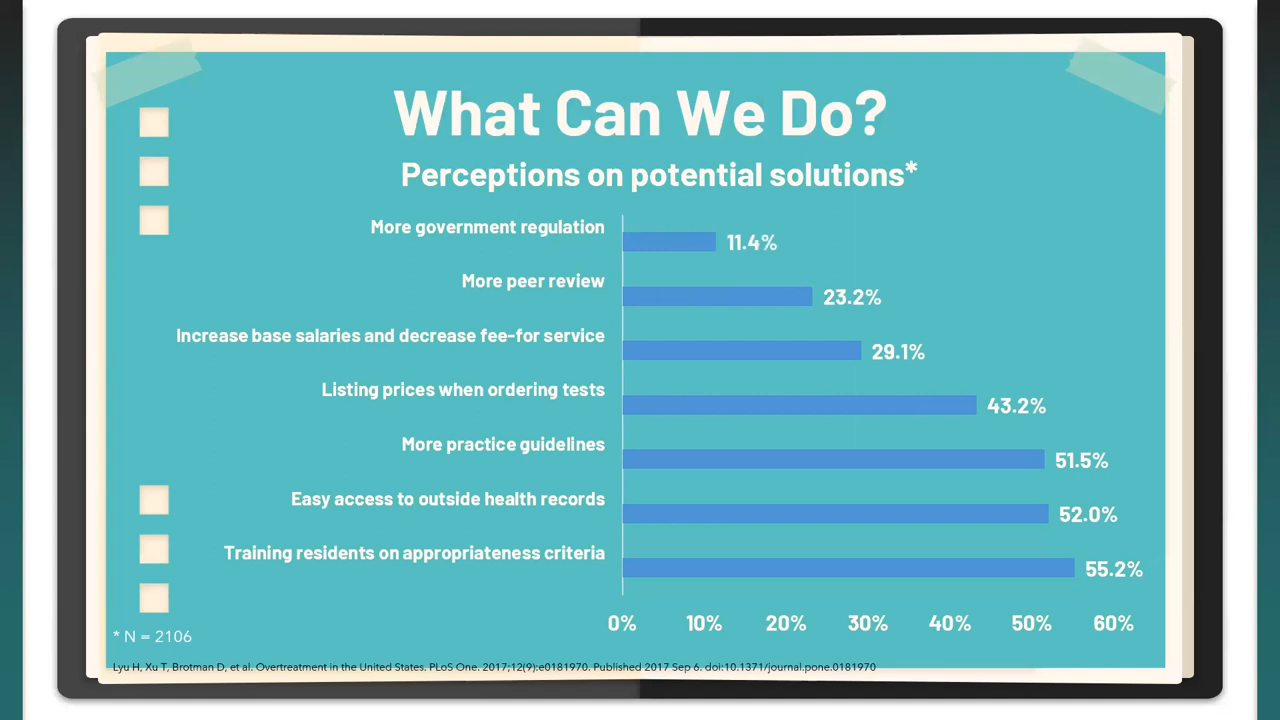 What Can We Do?
Perceptions on potential solutions*
More government regulation
11.4%
More peer review
23.2%
Increase base salaries and decrease fee-for service
29.1%
Listing prices when ordering tests
43.2%
More practice guidelines
51.5%
Easy access to outside health records
52.0%
Training residents on appropriateness criteria
55.2%
0% 10% 20% 30% 40% 50% 60%
* N = 2106
Lyu H, Xu T, Brotman D, et al. Overtreatment in the United States. PLoS One. 2017;12(9):e0181970. Published 2017 Sep 6. doi:10.1371/journal.pone.0181970